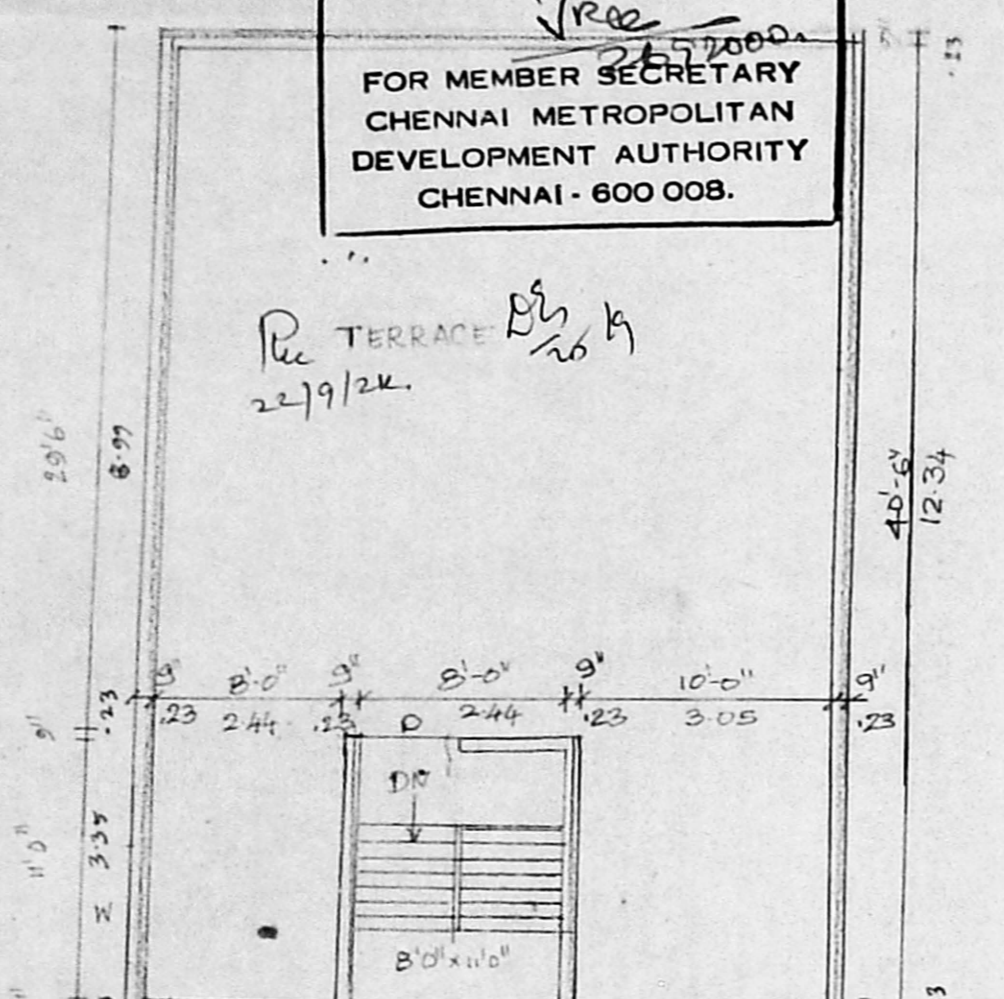 2000
FOR MEMBER SECRETARY
CHENNAI METROPOLITAN
DEVELOPMENT AUTHORITY
CHENNAI - 600 008.
TERRACE
22/9/2K.
29'6"
8.99
40'-6"
12.34
9" 8'-0" 9" 8'-0" 9" 10'-0" 9"
.23 2.44 .23 D 2.44 .23 3.05 .23
.23
9"
DN
11'0"
3.35
8'0" x 11'0"